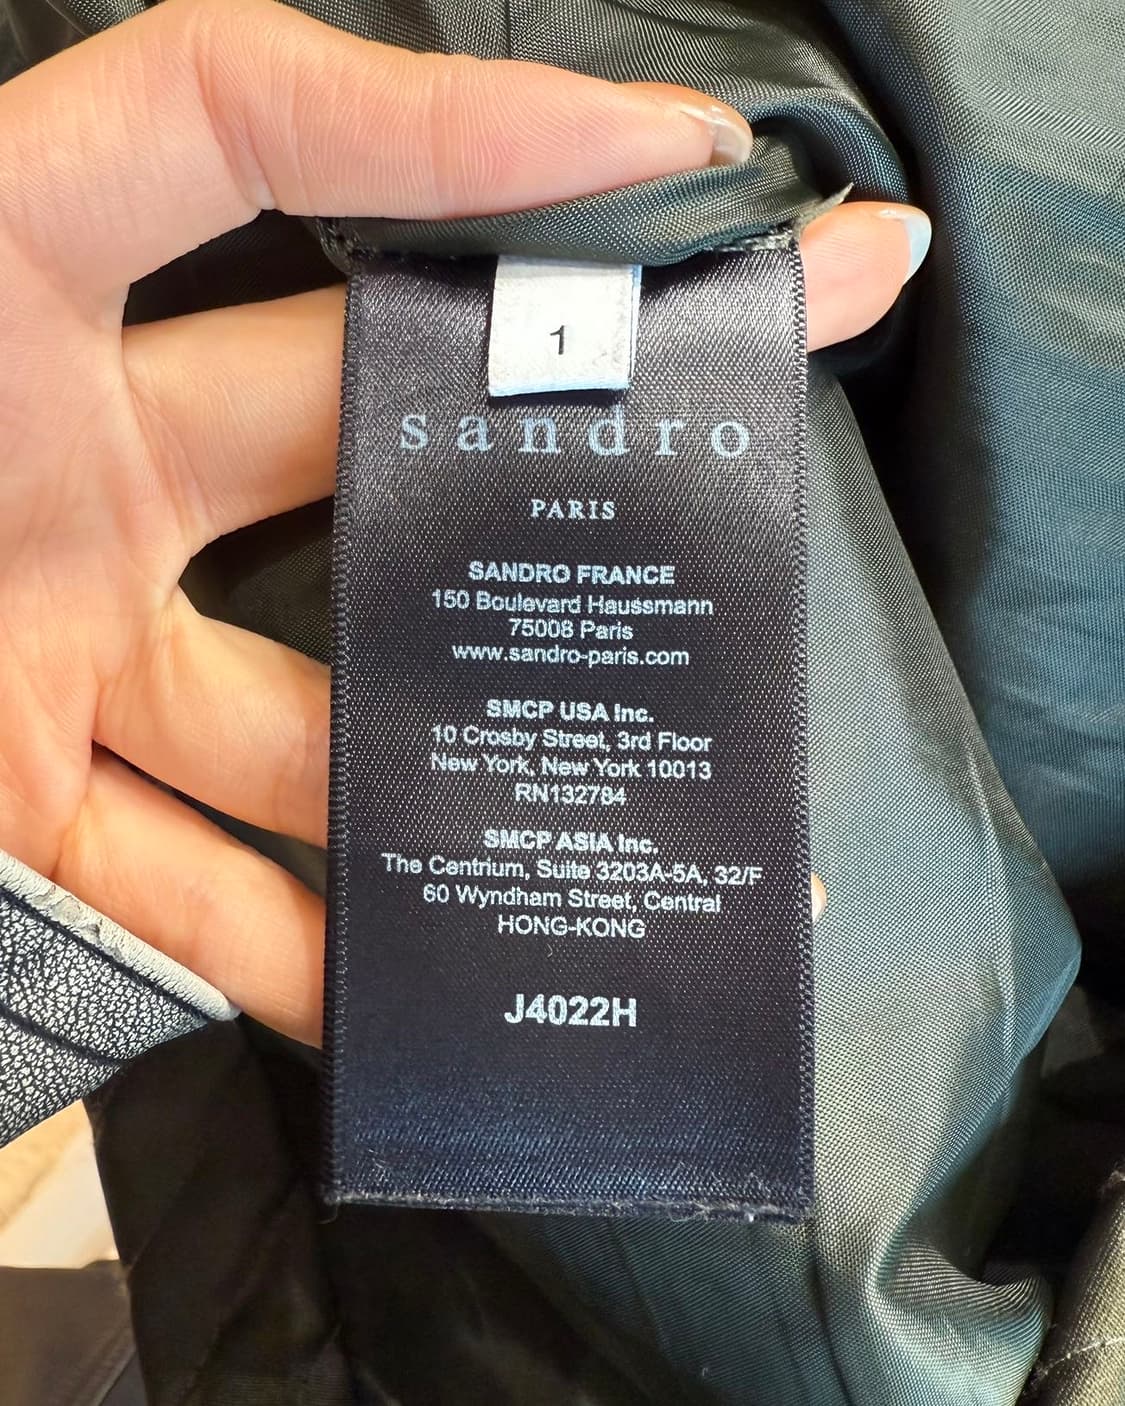 1
sandro
PARIS
SANDRO FRANCE
150 Boulevard Haussmann
75008 Paris
www.sandro-paris.com
SMCP USA Inc.
10 Crosby Street, 3rd Floor
New York, New York 10013
RN132784
SMCP ASIA Inc.
The Centrium, Suite 3203A-5A, 32/F
60 Wyndham Street, Central
HONG-KONG
J4022H